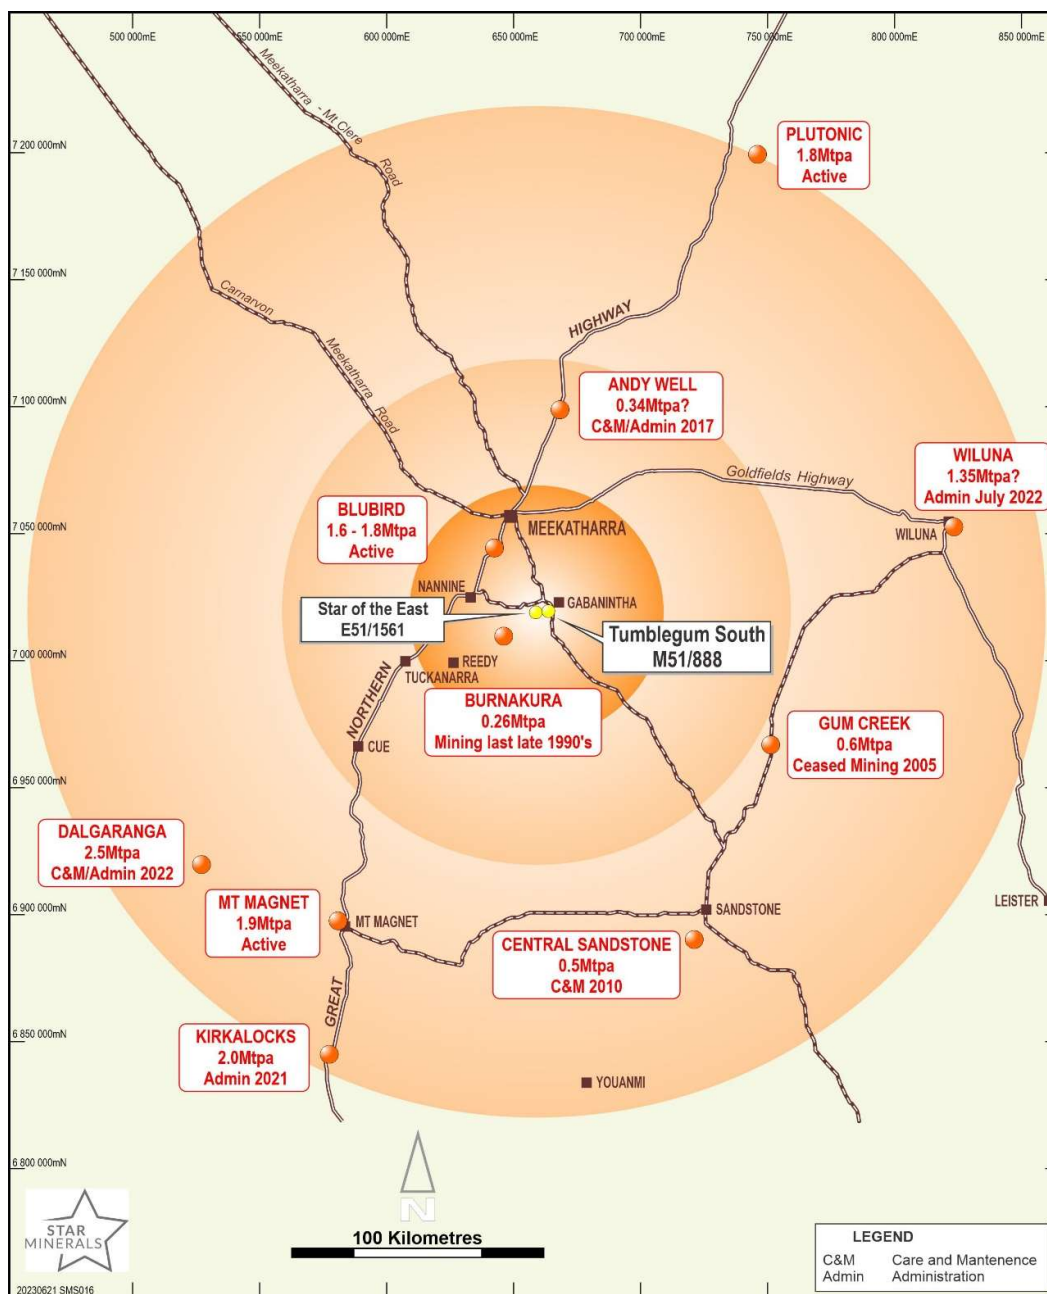 500 000mE
550 000mE
600 000mE
650 000mE
700 000mE
750 000mE
800 000mE
850 000mE
7 200 000mN
7 150 000mN
7 100 000mN
7 050 000mN
7 000 000mN
6 950 000mN
6 900 000mN
6 850 000mN
6 800 000mN
Meekatharra - Mt Clere Road
Carnarvon Meekatharra Road
HIGHWAY
Goldfields Highway
GREAT NORTHERN
PLUTONIC
1.8Mtpa
Active
ANDY WELL
0.34Mtpa?
C&M/Admin 2017
WILUNA
1.35Mtpa?
Admin July 2022
WILUNA
BLUBIRD
1.6 - 1.8Mtpa
Active
MEEKATHARRA
NANNINE
GABANINTHA
Star of the East
E51/1561
Tumblegum South
M51/888
REEDY
TUCKANARRA
BURNAKURA
0.26Mtpa
Mining last late 1990's
CUE
GUM CREEK
0.6Mtpa
Ceased Mining 2005
DALGARANGA
2.5Mtpa
C&M/Admin 2022
MT MAGNET
1.9Mtpa
Active
MT MAGNET
SANDSTONE
LEISTER
CENTRAL SANDSTONE
0.5Mtpa
C&M 2010
KIRKALOCKS
2.0Mtpa
Admin 2021
YOUANMI
N
100 Kilometres
STAR
MINERALS
20230621 SMS016
LEGEND
C&M Care and Mantenence
Admin Administration